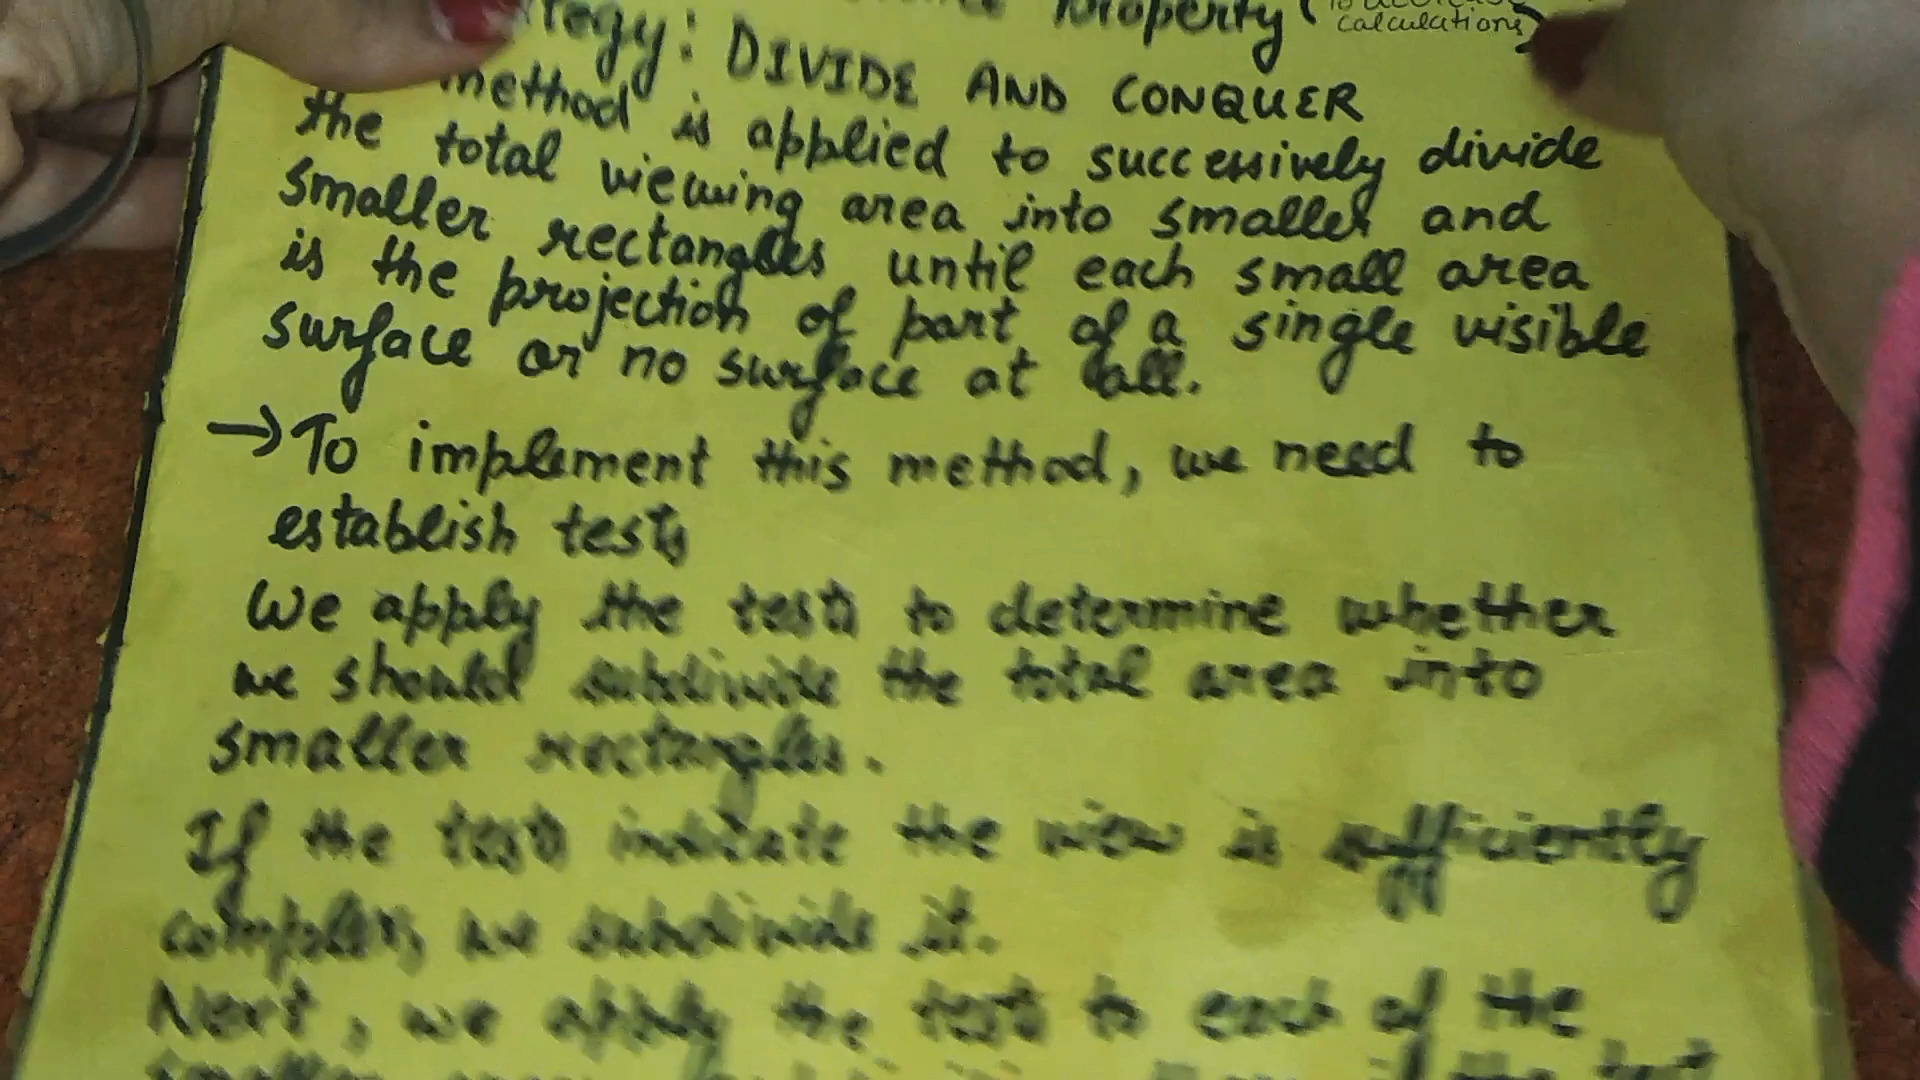 Property (
calculations)
tegy: DIVIDE AND CONQUER
method is applied to successively divide
the total viewing area into smaller and
smaller rectangles until each small area
is the projection of part of a single visible
surface or no surface at all.
→ To implement this method, we need to
establish tests
We apply the tests to determine whether
we should subdivide the total area into
smaller rectangles.
If the tests indicate the view is sufficiently
complex, we subdivide it.
Next, we apply the test to each of the